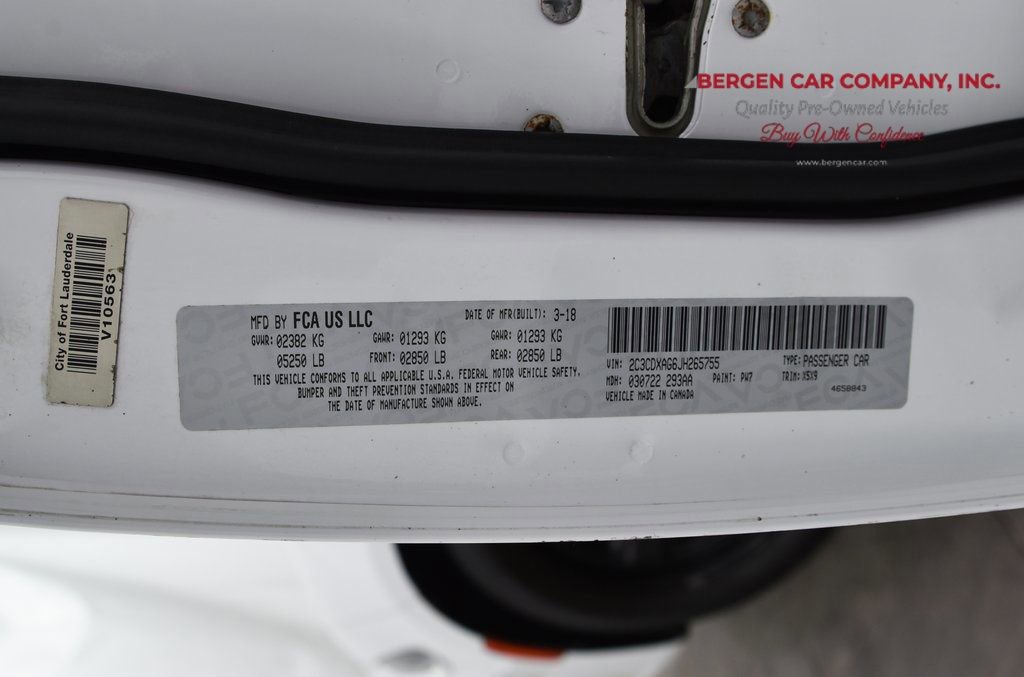 BERGEN CAR COMPANY, INC.
Quality Pre-Owned Vehicles
Buy With Confidence
www.bergencar.com
City of Fort Lauderdale
V10563
MFD BY FCA US LLC
DATE OF MFR(BUILT): 3-18
GVWR: 02382 KG
GAWR: 01293 KG
GAWR: 01293 KG
05250 LB
FRONT: 02850 LB
REAR: 02850 LB
THIS VEHICLE CONFORMS TO ALL APPLICABLE U.S.A. FEDERAL MOTOR VEHICLE SAFETY,
BUMPER AND THEFT PREVENTION STANDARDS IN EFFECT ON
THE DATE OF MANUFACTURE SHOWN ABOVE.
VIN: 2C3CDXAG6JH265755
TYPE: PASSENGER CAR
MDH: 030722 293AA
PAINT: PW7
TRIM: X5X9
VEHICLE MADE IN CANADA
4658843